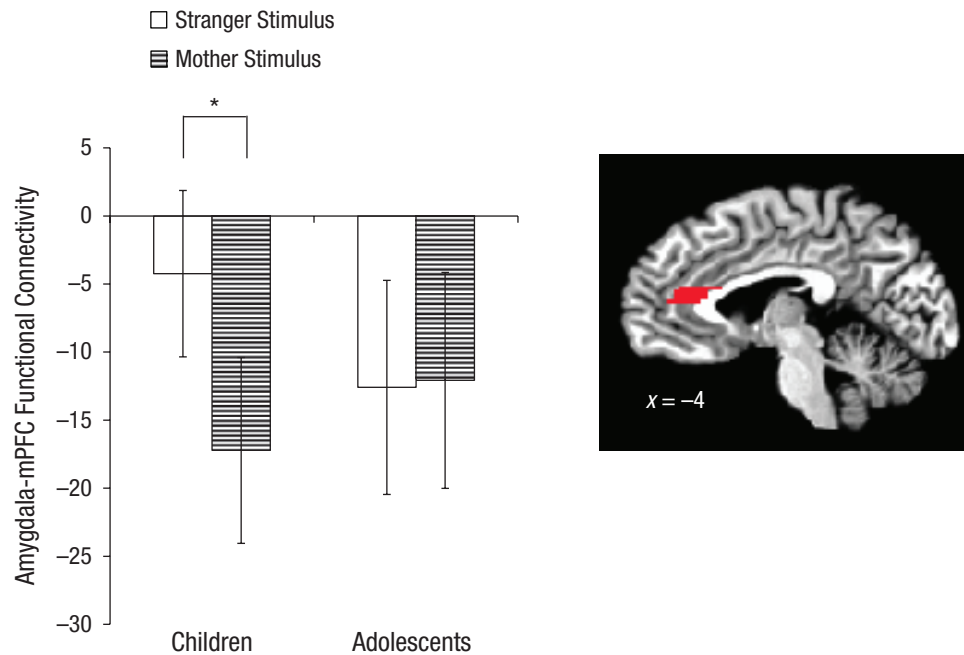 Stranger Stimulus
Mother Stimulus
*
5
0
–5
–10
–15
–20
–25
–30
Amygdala-mPFC Functional Connectivity
Children
Adolescents
x = –4